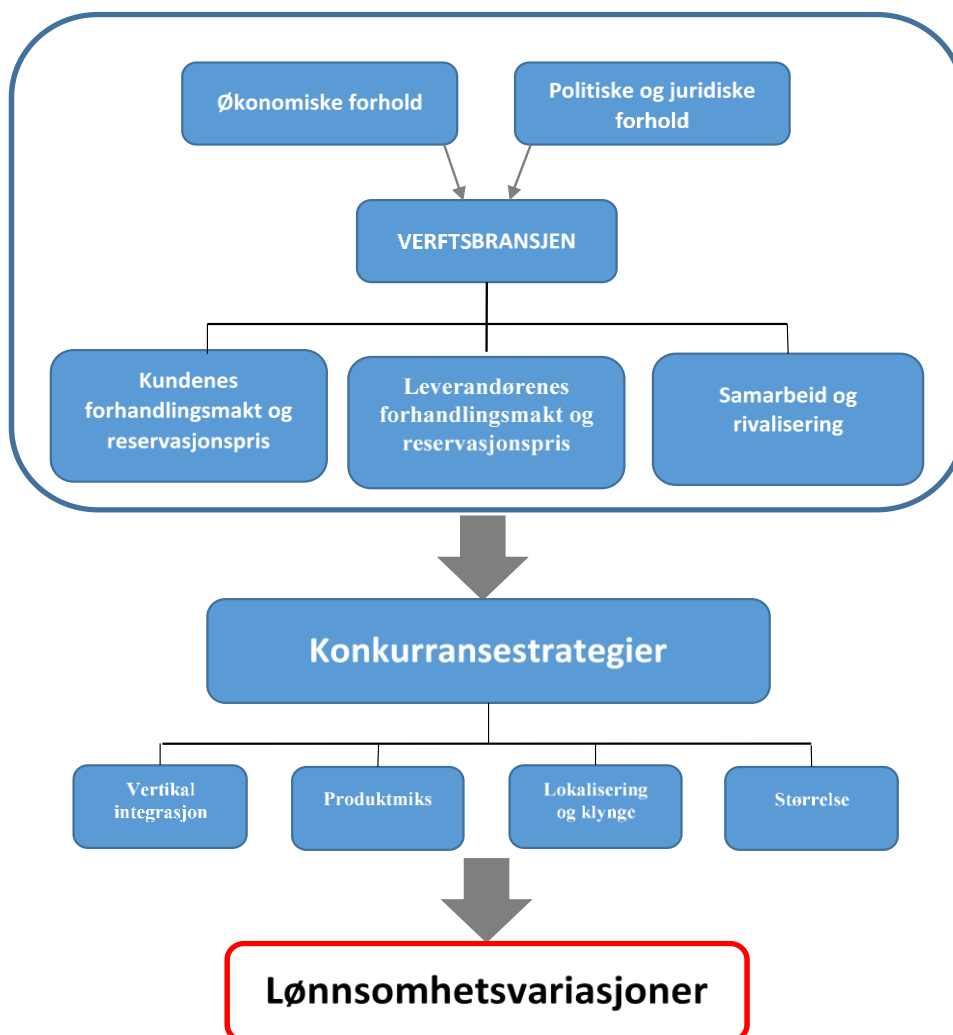 Økonomiske forhold
Politiske og juridiske
forhold
VERFTSBRANSJEN
Kundenes
forhandlingsmakt og
reservasjonspris
Leverandørenes
forhandlingsmakt og
reservasjonspris
Samarbeid og
rivalisering
Konkurransestrategier
Vertikal
integrasjon
Produktmiks
Lokalisering
og klynge
Størrelse
Lønnsomhetsvariasjoner